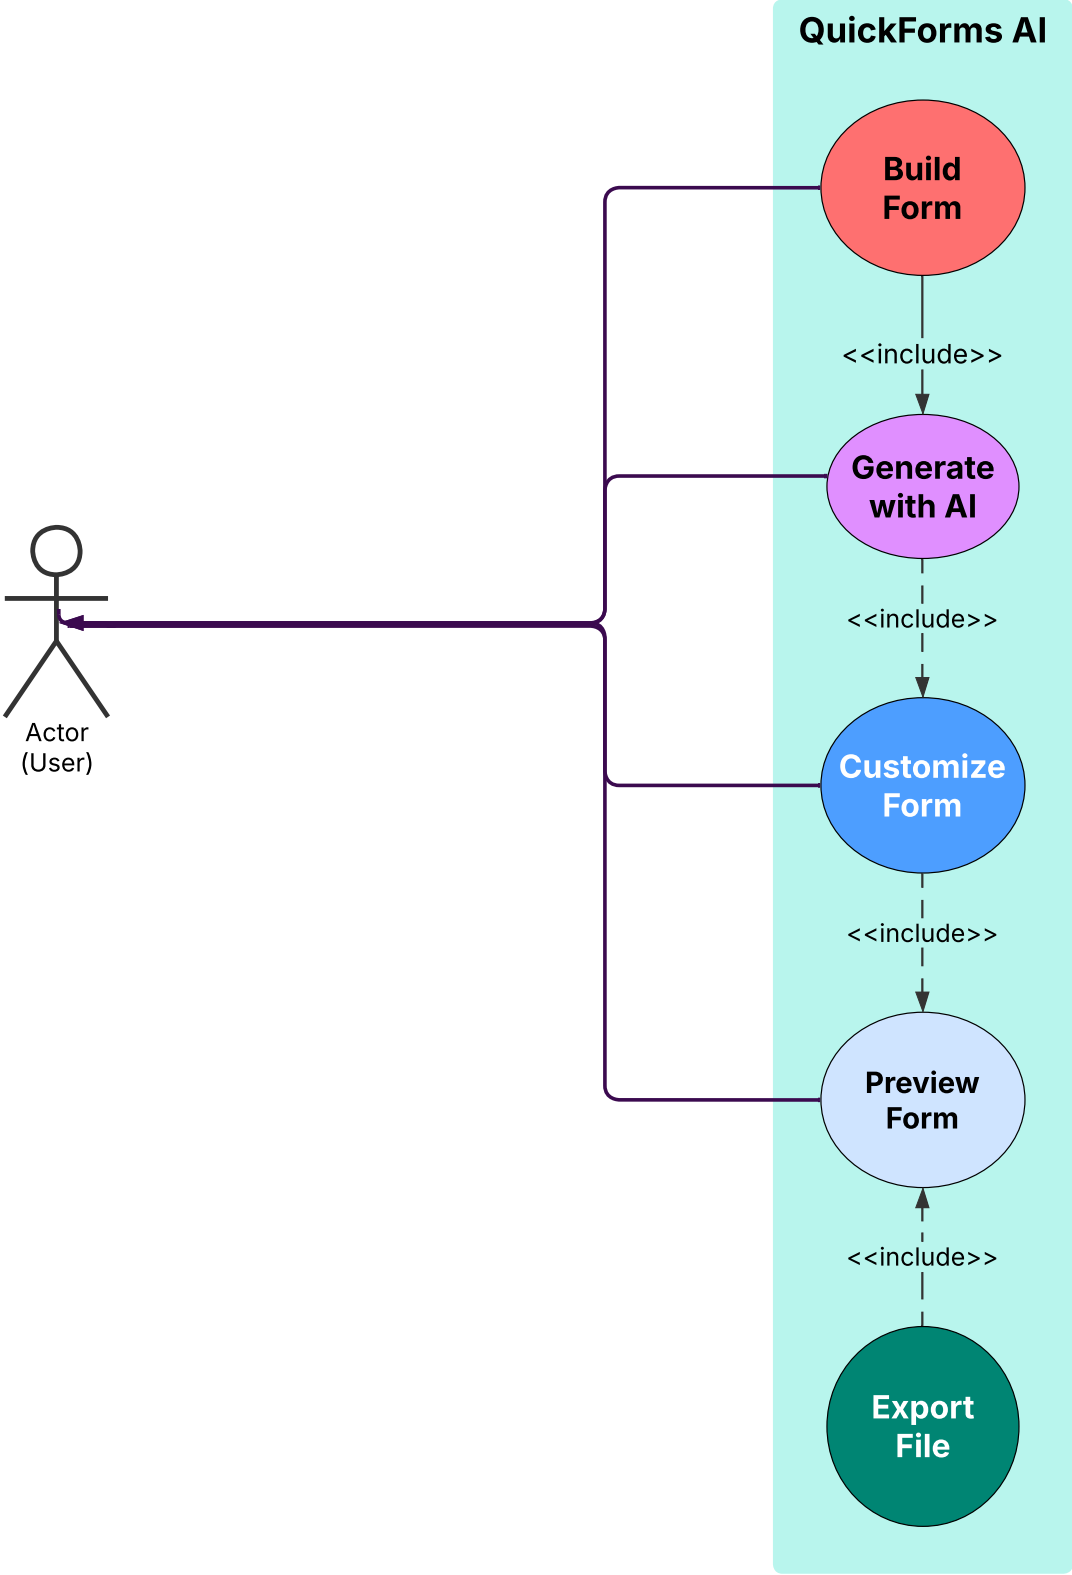 QuickForms AI
Build
Form
<<include>>
Generate
with AI
<<include>>
Actor
(User)
Customize
Form
<<include>>
Preview
Form
<<include>>
Export
File